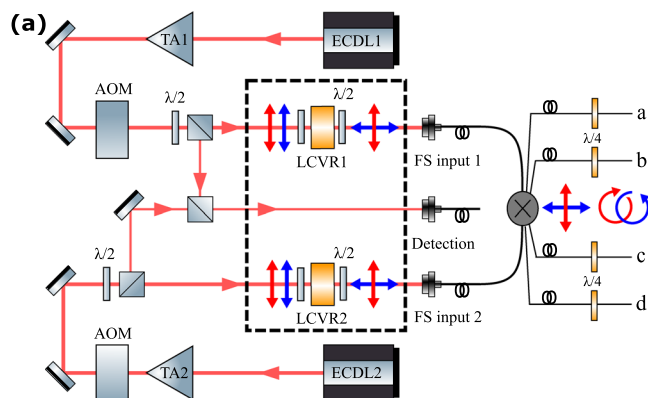 (a)
TA1
ECDL1
AOM
λ/2
λ/2
LCVR1
FS input 1
a
λ/4
b
Detection
λ/2
λ/2
LCVR2
FS input 2
c
λ/4
d
AOM
TA2
ECDL2